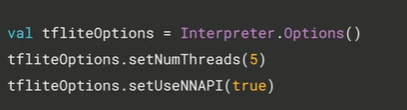 val tfliteOptions = Interpreter.Options()
tfliteOptions.setNumThreads(5)
tfliteOptions.setUseNNAPI(true)